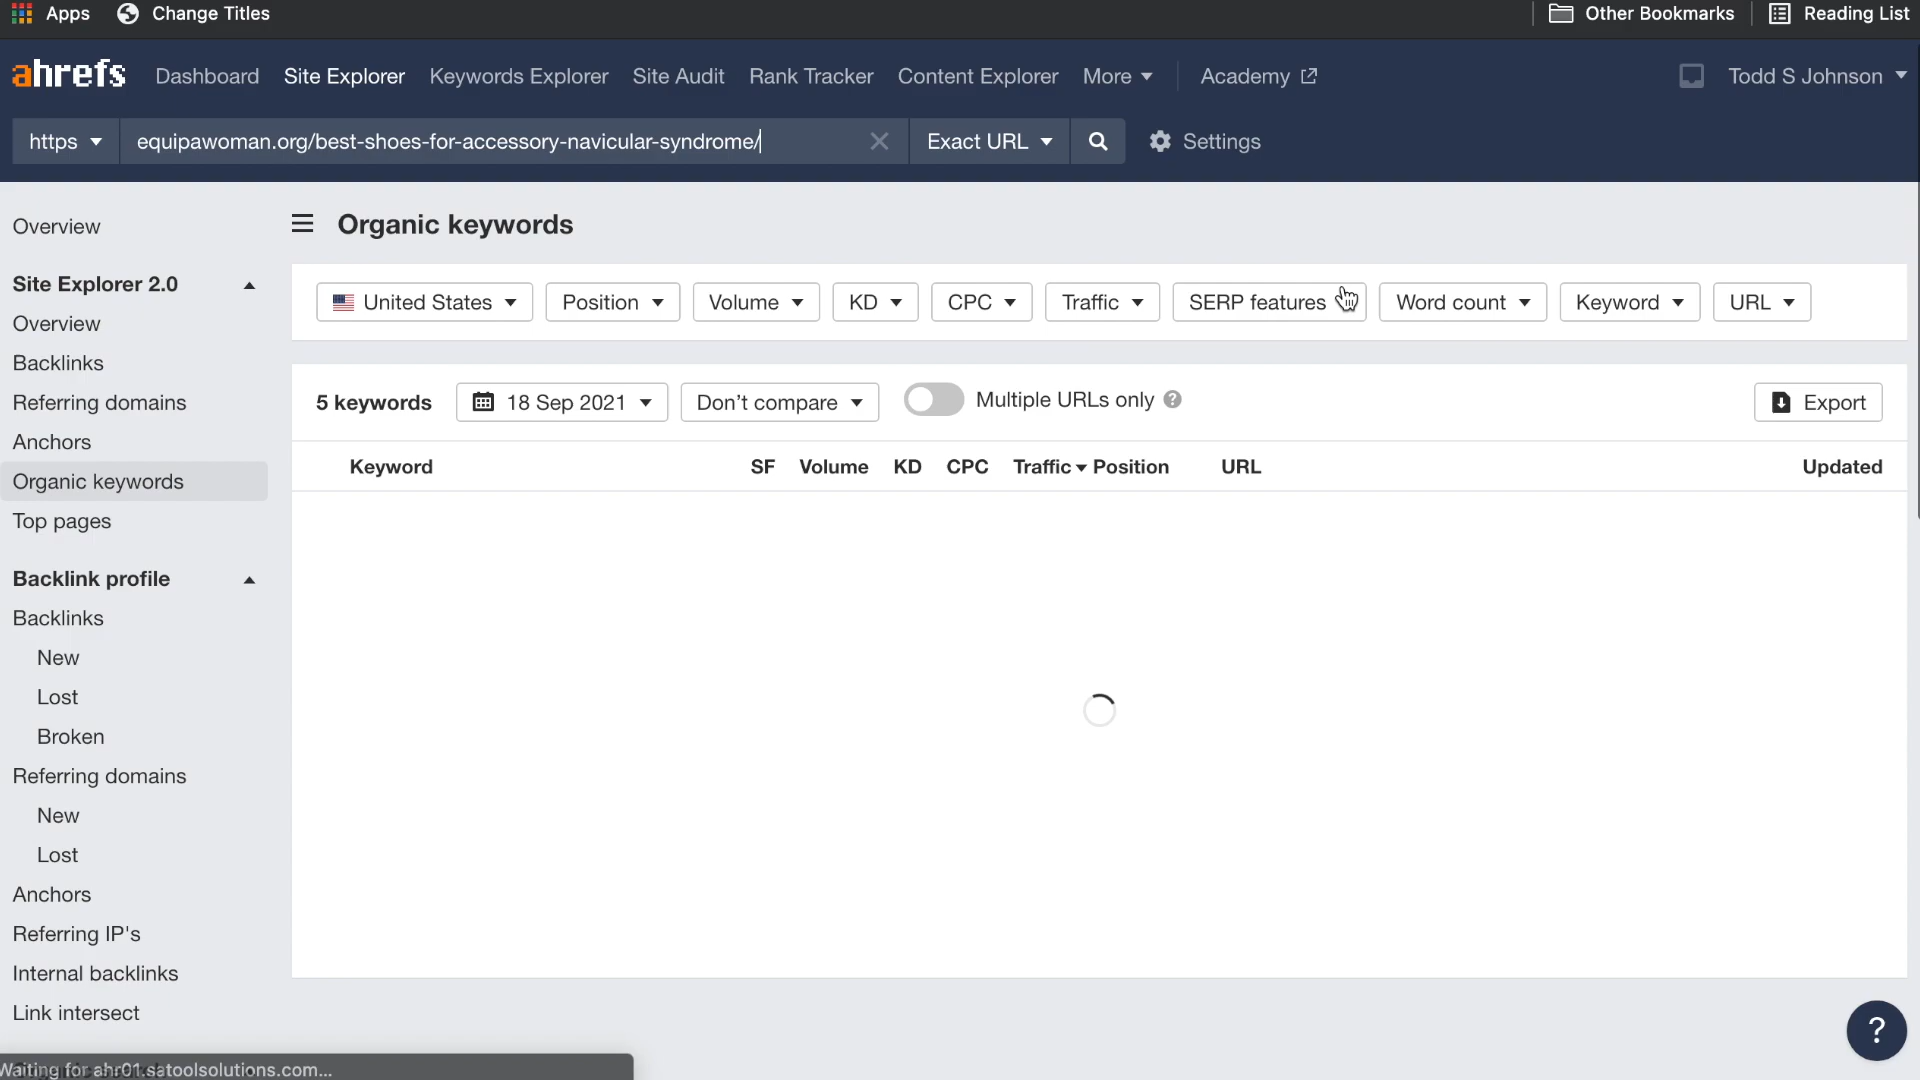 Apps Change Titles Other Bookmarks Reading List
ahrefs Dashboard Site Explorer Keywords Explorer Site Audit Rank Tracker Content Explorer More Academy Todd S Johnson
https equipawoman.org/best-shoes-for-accessory-navicular-syndrome/ Exact URL Settings
Overview
Site Explorer 2.0
Overview
Backlinks
Referring domains
Anchors
Organic keywords
Top pages
Backlink profile
Backlinks
New
Lost
Broken
Referring domains
New
Lost
Anchors
Referring IP's
Internal backlinks
Link intersect
Organic keywords
United States Position Volume KD CPC Traffic SERP features Word count Keyword URL
5 keywords 18 Sep 2021 Don't compare Multiple URLs only ? Export
Keyword SF Volume KD CPC Traffic Position URL Updated
?
Waiting for ahr01.satoolsolutions.com...